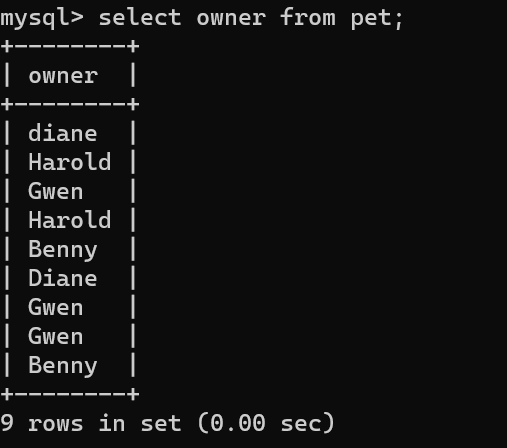 mysql> select owner from pet;
+--------+
| owner  |
+--------+
| diane  |
| Harold |
| Gwen   |
| Harold |
| Benny  |
| Diane  |
| Gwen   |
| Gwen   |
| Benny  |
+--------+
9 rows in set (0.00 sec)